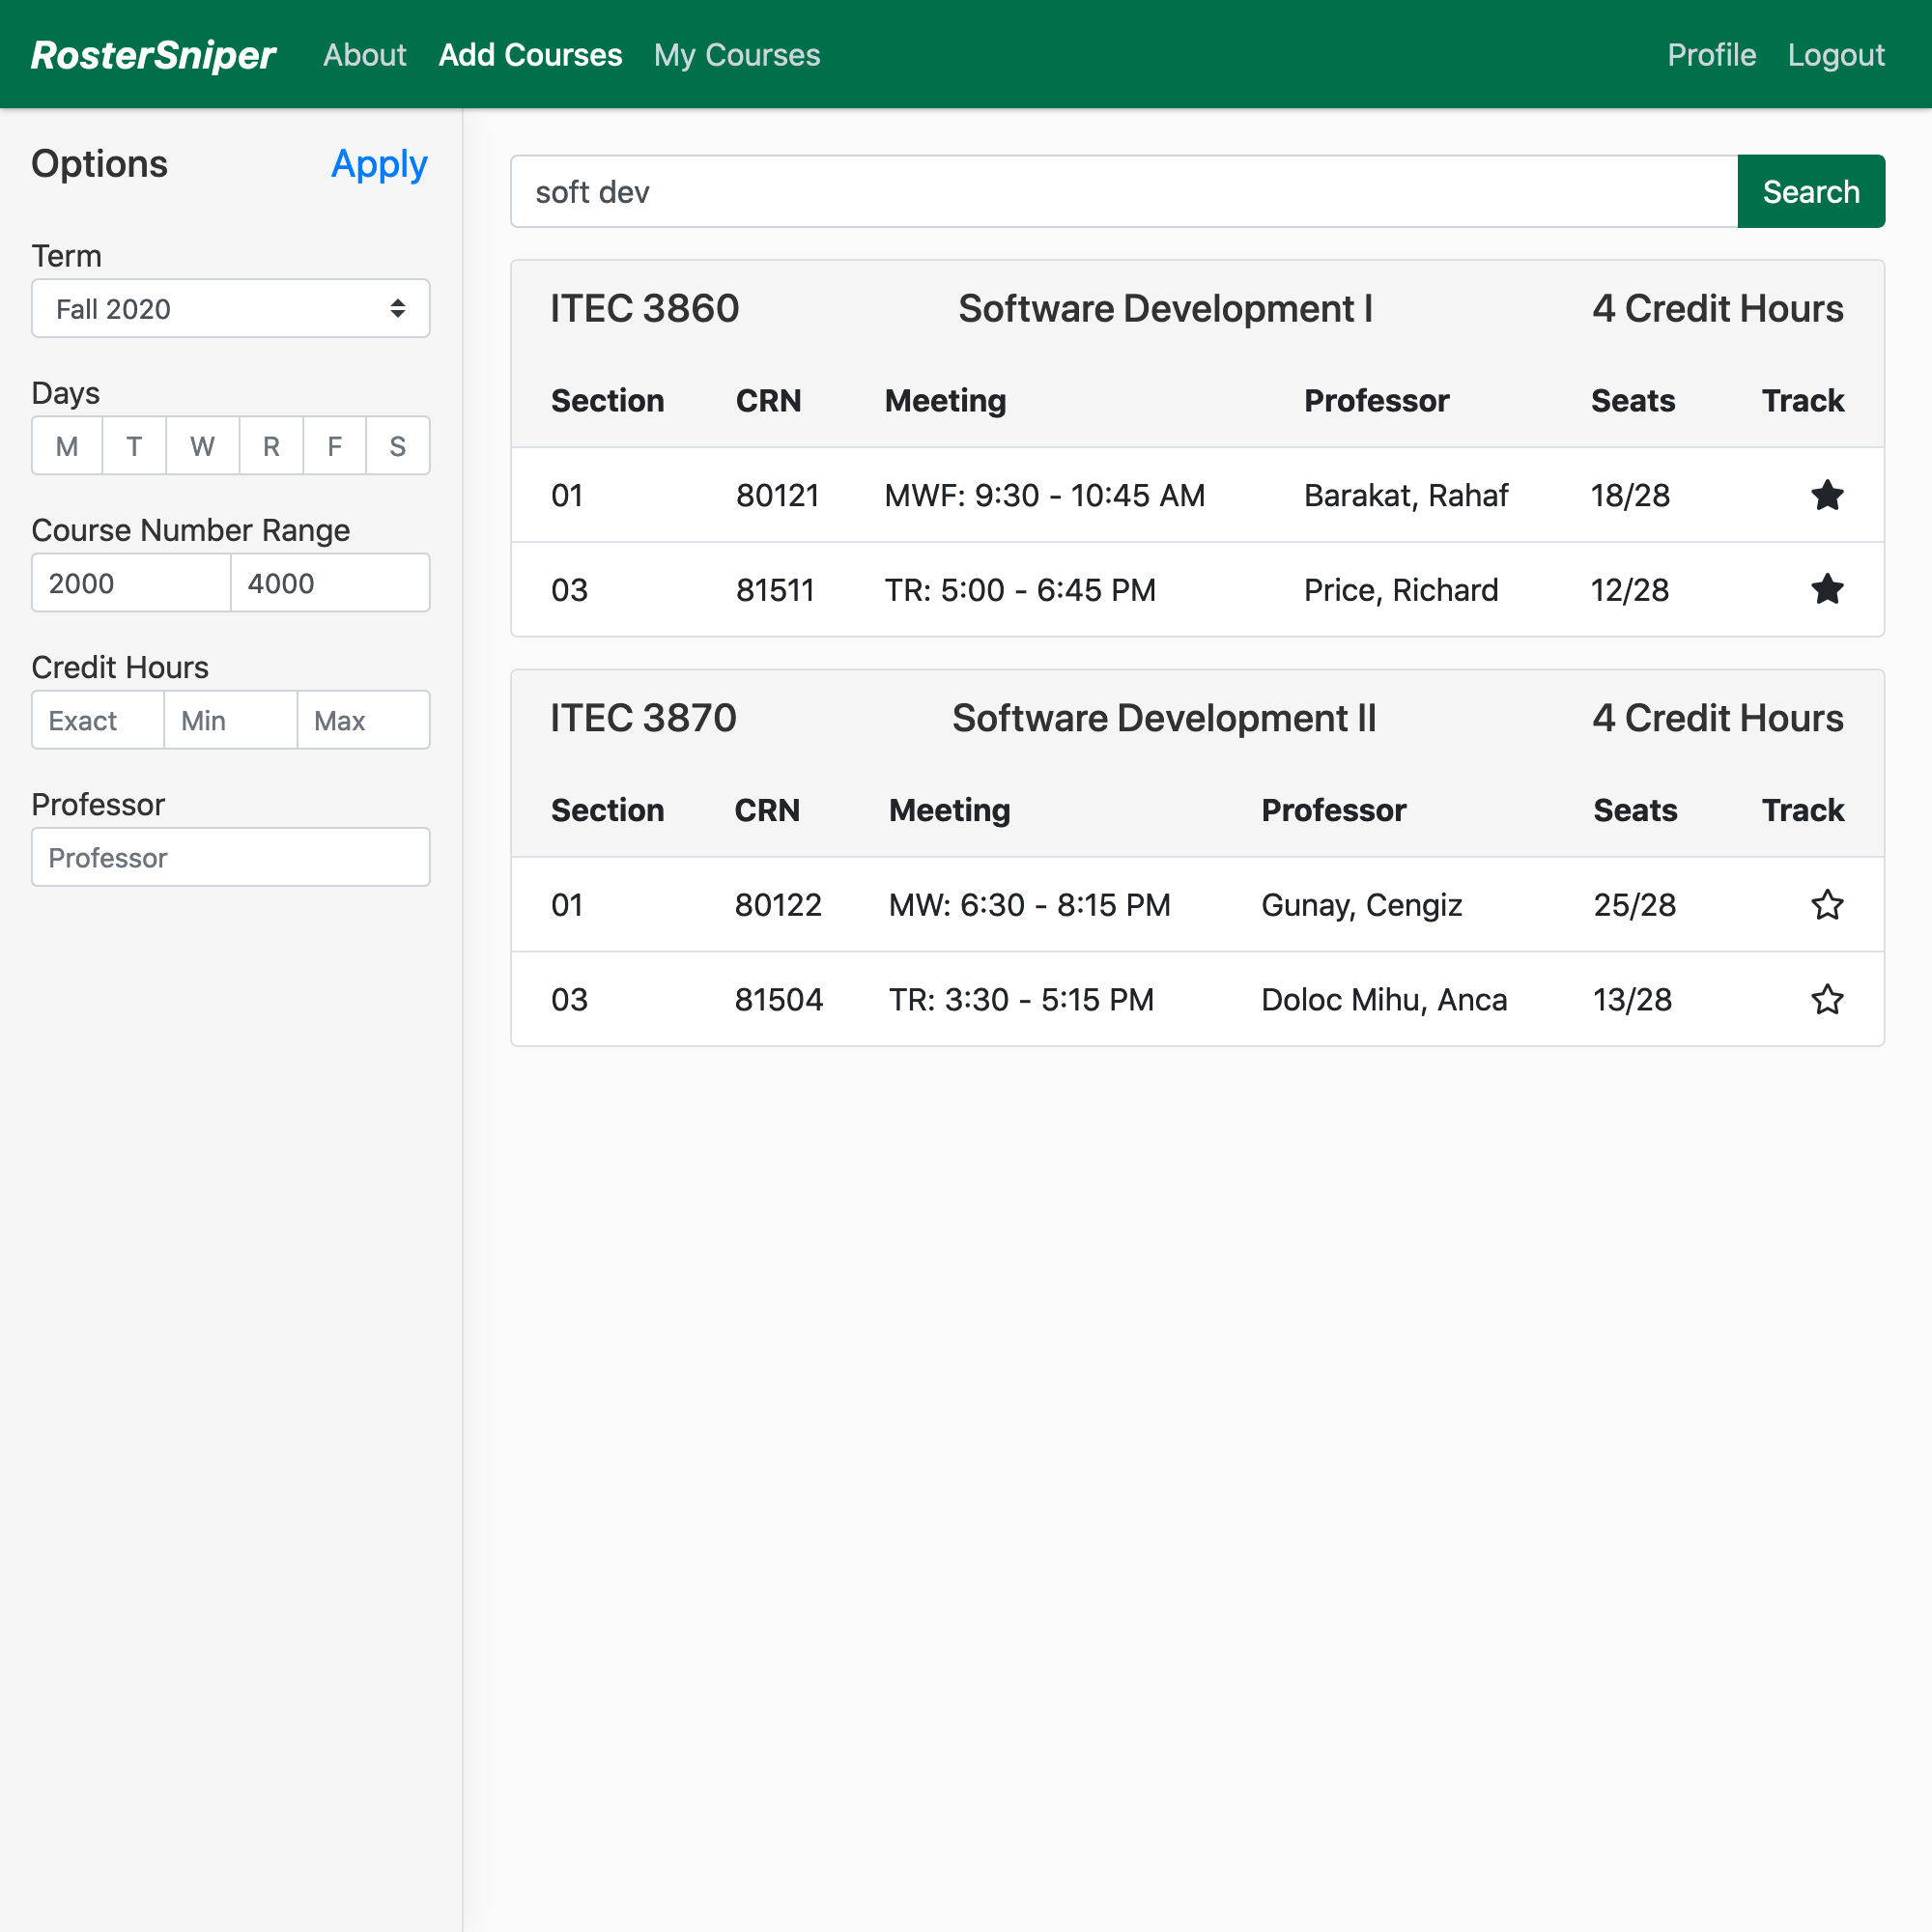 RosterSniper About Add Courses My Courses Profile Logout
Options Apply
Term
Fall 2020
Days
M T W R F S
Course Number Range
2000 4000
Credit Hours
Exact Min Max
Professor
Professor
soft dev Search
ITEC 3860 Software Development I 4 Credit Hours
Section CRN Meeting Professor Seats Track
01 80121 MWF: 9:30 - 10:45 AM Barakat, Rahaf 18/28
03 81511 TR: 5:00 - 6:45 PM Price, Richard 12/28
ITEC 3870 Software Development II 4 Credit Hours
Section CRN Meeting Professor Seats Track
01 80122 MW: 6:30 - 8:15 PM Gunay, Cengiz 25/28
03 81504 TR: 3:30 - 5:15 PM Doloc Mihu, Anca 13/28